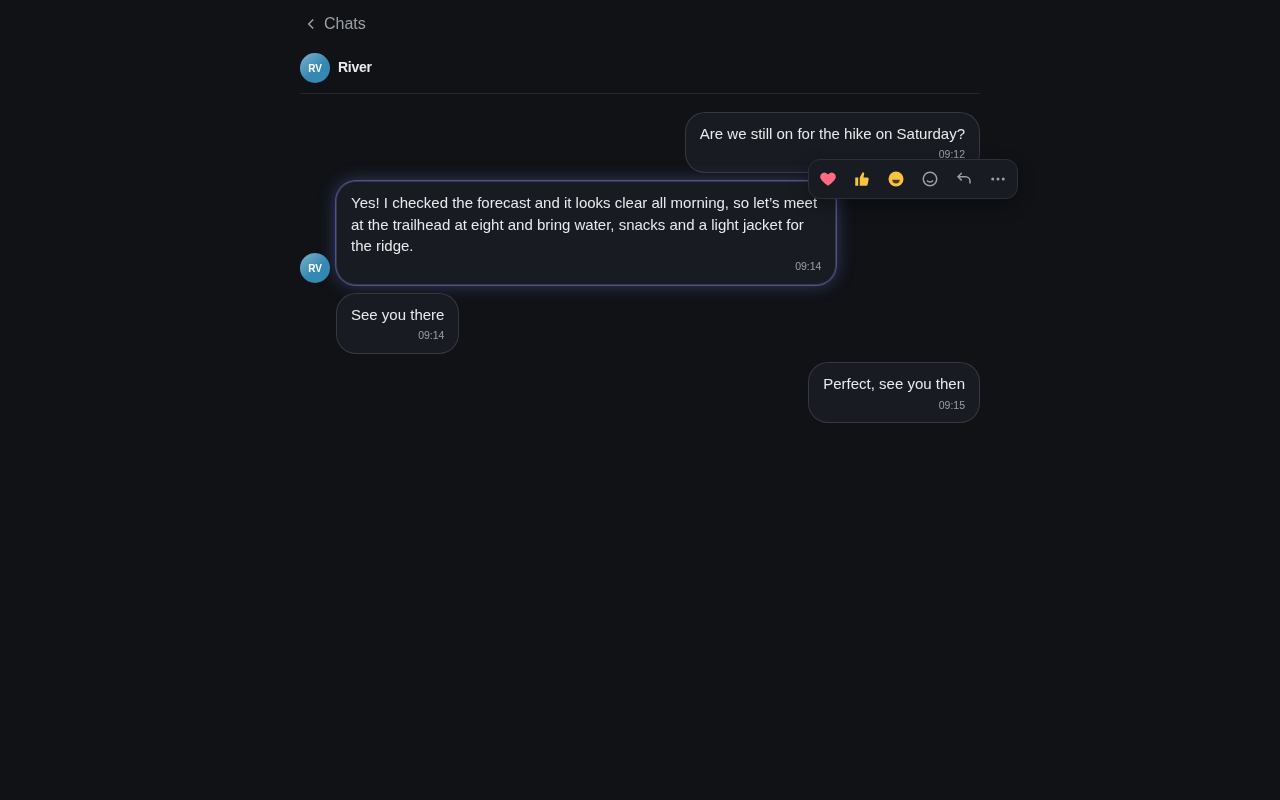 Chats
RV River
Are we still on for the hike on Saturday?
09:12
Yes! I checked the forecast and it looks clear all morning, so let’s meet
at the trailhead at eight and bring water, snacks and a light jacket for
the ridge.
09:14
RV
See you there
09:14
Perfect, see you then
09:15